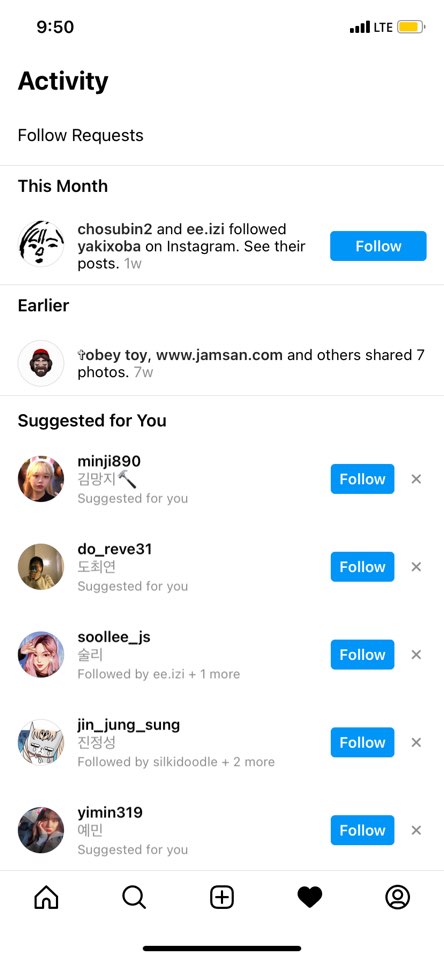 9:50
LTE
Activity
Follow Requests
This Month
chosubin2 and ee.izi followed
yakixoba on Instagram. See their
posts. 1w
Follow
Earlier
✞obey toy, www.jamsan.com and others shared 7
photos. 7w
Suggested for You
minji890
김망지🔨
Suggested for you
Follow
do_reve31
도최연
Suggested for you
Follow
soollee_js
술리
Followed by ee.izi + 1 more
Follow
jin_jung_sung
진정성
Followed by silkidoodle + 2 more
Follow
yimin319
예민
Suggested for you
Follow